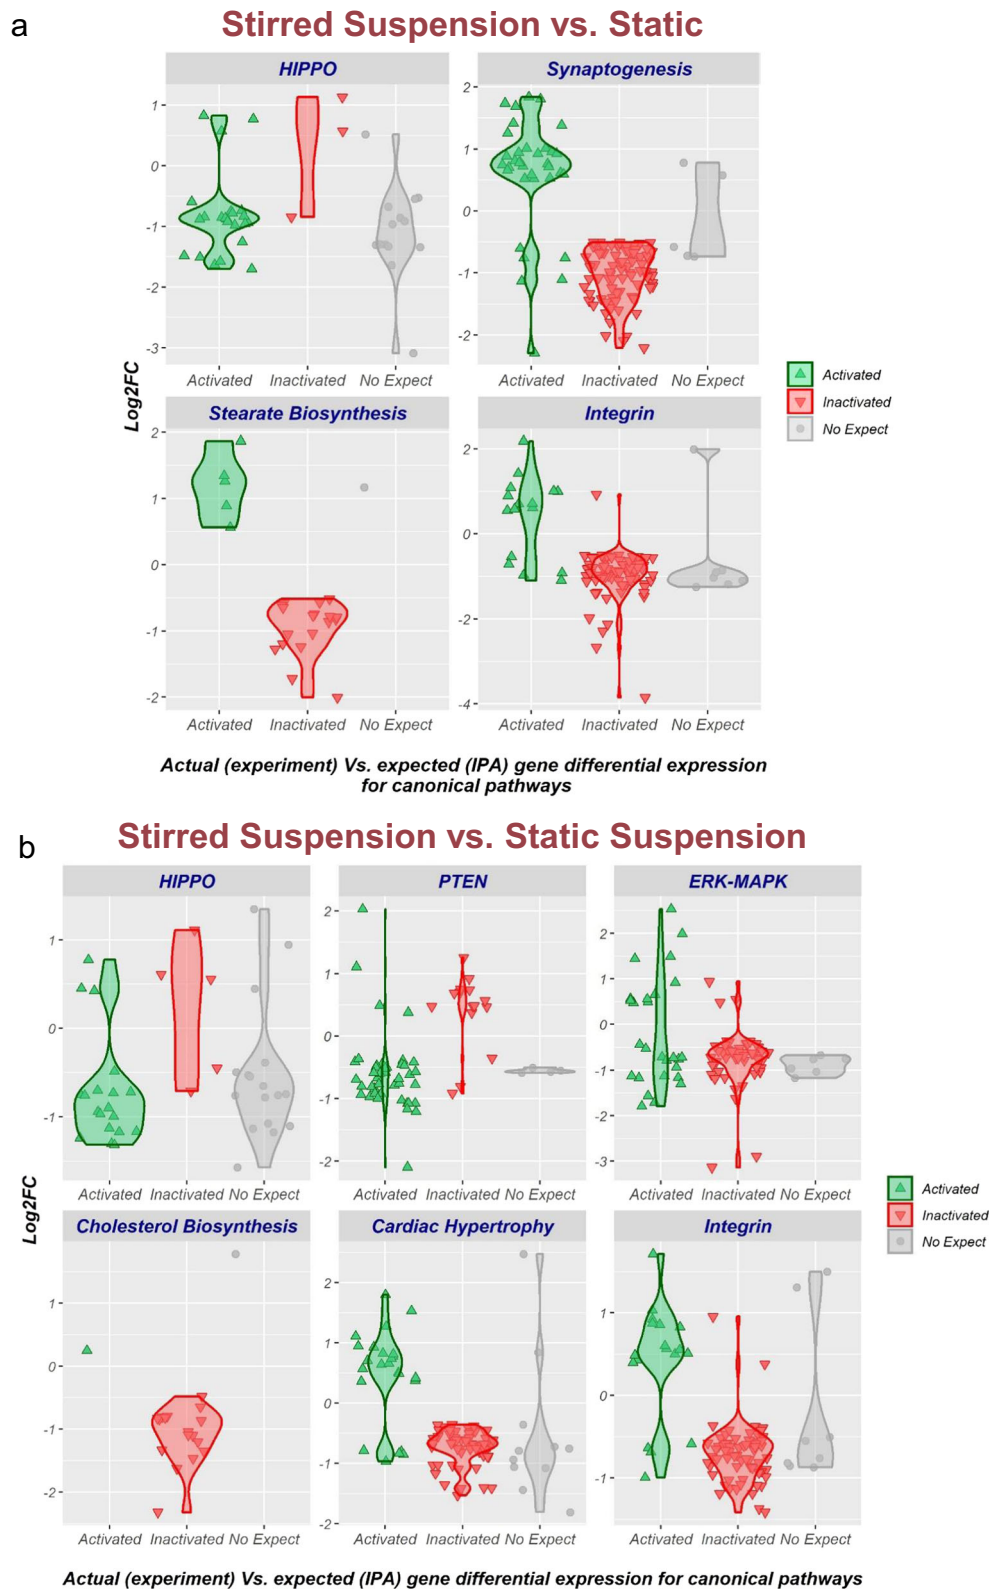 a
Stirred Suspension vs. Static
HIPPO
Synaptogenesis
1
0
-1
-2
-3
2
1
0
-1
-2
Activated Inactivated No Expect
Activated Inactivated No Expect
Log2FC
Activated
Inactivated
No Expect
Stearate Biosynthesis
Integrin
2
1
0
-1
-2
2
0
-2
-4
Activated Inactivated No Expect
Activated Inactivated No Expect
Actual (experiment) Vs. expected (IPA) gene differential expression
for canonical pathways
b
Stirred Suspension vs. Static Suspension
HIPPO
PTEN
ERK-MAPK
1
0
-1
2
1
0
-1
-2
2
1
0
-1
-2
-3
Activated Inactivated No Expect
Activated Inactivated No Expect
Activated Inactivated No Expect
Log2FC
Activated
Inactivated
No Expect
Cholesterol Biosynthesis
Cardiac Hypertrophy
Integrin
1
0
-1
-2
2
1
0
-1
-2
1
0
-1
Activated Inactivated No Expect
Activated Inactivated No Expect
Activated Inactivated No Expect
Actual (experiment) Vs. expected (IPA) gene differential expression for canonical pathways